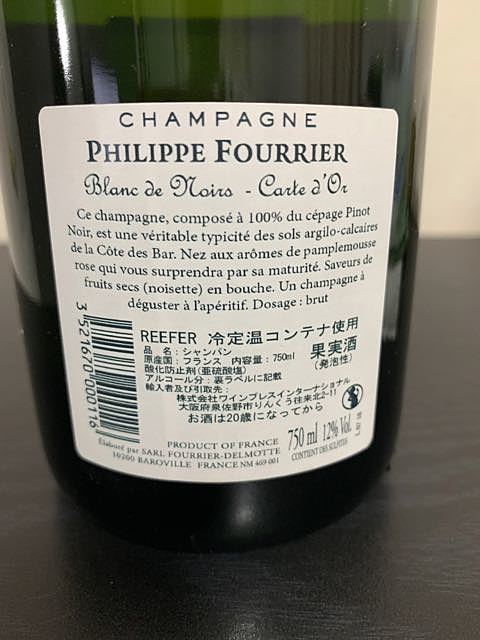 CHAMPAGNE
PHILIPPE FOURRIER
Blanc de Noirs - Carte d'Or
Ce champagne, composé à 100% du cépage Pinot
Noir, est une véritable typicité des sols argilo-calcaires
de la Côte des Bar. Nez aux arômes de pamplemousse
rose qui vous surprendra par sa maturité. Saveurs de
fruits secs (noisette) en bouche. Un champagne à
déguster à l'apéritif. Dosage : brut
REEFER 冷定温コンテナ使用
品名:シャンパン
原産国:フランス 内容量:750ml
酸化防止剤(亜硫酸塩)
アルコール分:裏ラベルに記載
果実酒
(発泡性)
輸入者及び引取先:
株式会社ワインプレスインターナショナル
大阪府泉佐野市りんくう往来北2-11
お酒は20歳になってから
3 521670 000116
PRODUCT OF FRANCE
Élaboré par SARL FOURRIER-DELMOTTE
10200 BAROVILLE FRANCE NM 469 001
750 ml 12% Vol.
CONTIENT DES SULFITES